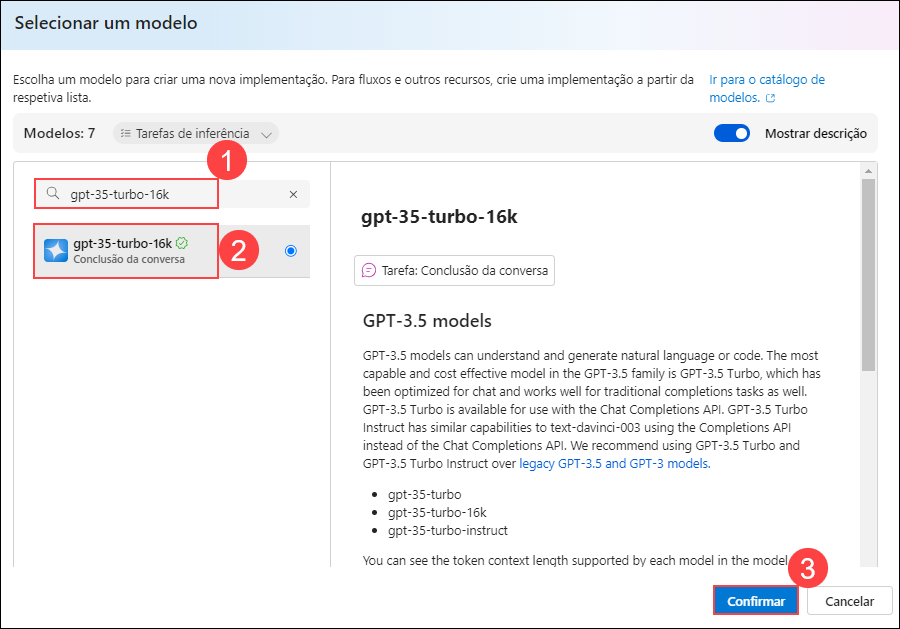 Selecionar um modelo
Escolha um modelo para criar uma nova implementação. Para fluxos e outros recursos, crie uma implementação a partir da
respetiva lista.
Ir para o catálogo de
modelos.
Modelos: 7
Tarefas de inferência
Mostrar descrição
1
gpt-35-turbo-16k
gpt-35-turbo-16k
Conclusão da conversa
2
gpt-35-turbo-16k
Tarefa: Conclusão da conversa
GPT-3.5 models
GPT-3.5 models can understand and generate natural language or code. The most
capable and cost effective model in the GPT-3.5 family is GPT-3.5 Turbo, which has
been optimized for chat and works well for traditional completions tasks as well.
GPT-3.5 Turbo is available for use with the Chat Completions API. GPT-3.5 Turbo
Instruct has similar capabilities to text-davinci-003 using the Completions API
instead of the Chat Completions API. We recommend using GPT-3.5 Turbo and
GPT-3.5 Turbo Instruct over legacy GPT-3.5 and GPT-3 models.
• gpt-35-turbo
• gpt-35-turbo-16k
• gpt-35-turbo-instruct
You can see the token context length supported by each model in the model
3
Confirmar
Cancelar